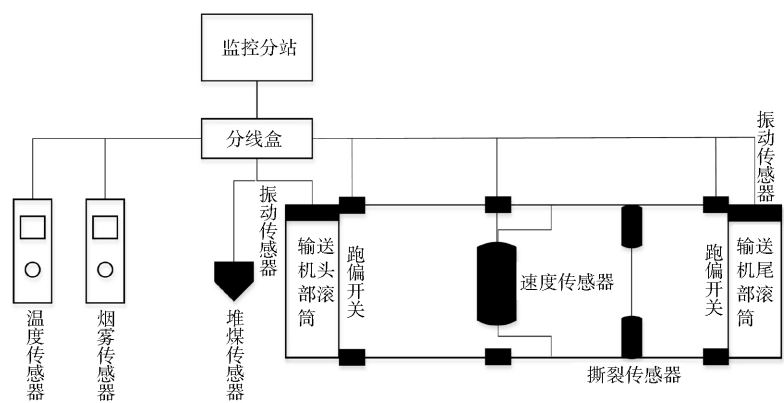 监控分站
分线盒
振动传感器
振动传感器
输送机头部滚筒
跑偏开关
速度传感器
跑偏开关
输送机尾部滚筒
温度传感器
烟雾传感器
堆煤传感器
撕裂传感器